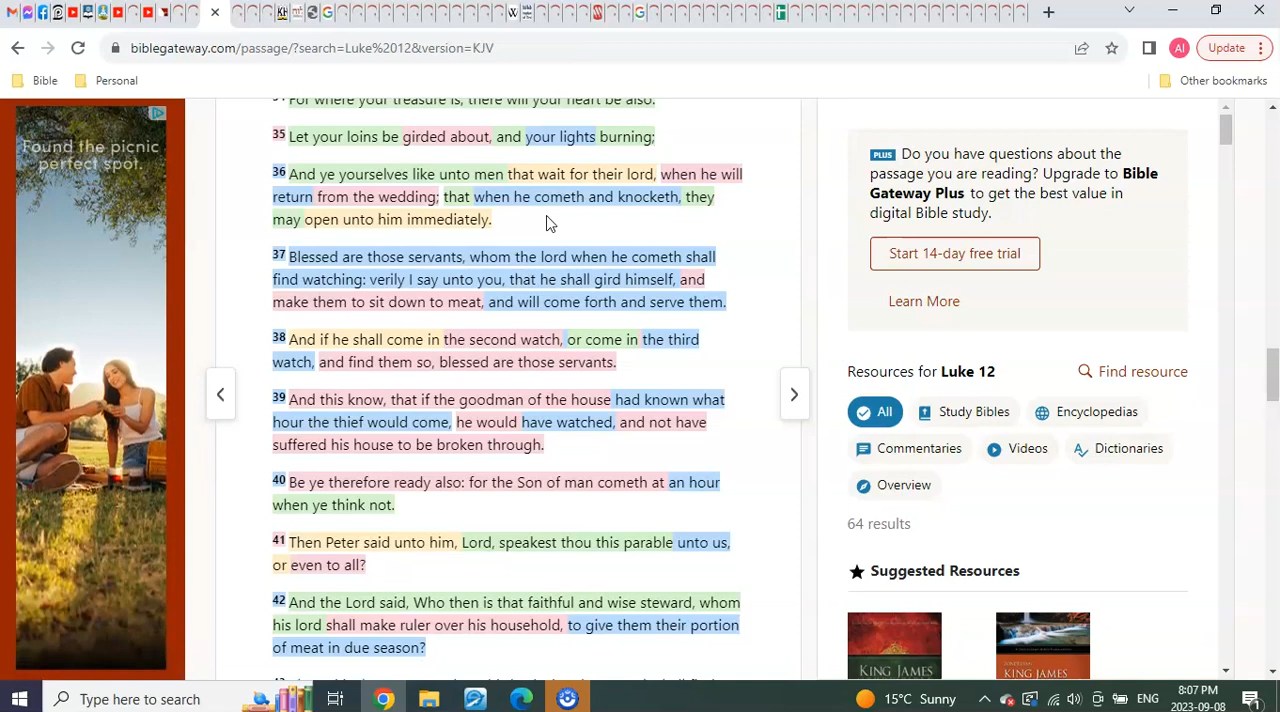 biblegateway.com/passage/?search=Luke%2012&version=KJV
Update
Bible
Personal
Other bookmarks
Found the picnic
perfect spot.
For where your treasure is, there will your heart be also.
35 Let your loins be girded about, and your lights burning;
36 And ye yourselves like unto men that wait for their lord, when he will
return from the wedding; that when he cometh and knocketh, they
may open unto him immediately.
37 Blessed are those servants, whom the lord when he cometh shall
find watching: verily I say unto you, that he shall gird himself, and
make them to sit down to meat, and will come forth and serve them.
38 And if he shall come in the second watch, or come in the third
watch, and find them so, blessed are those servants.
39 And this know, that if the goodman of the house had known what
hour the thief would come, he would have watched, and not have
suffered his house to be broken through.
40 Be ye therefore ready also: for the Son of man cometh at an hour
when ye think not.
41 Then Peter said unto him, Lord, speakest thou this parable unto us,
or even to all?
42 And the Lord said, Who then is that faithful and wise steward, whom
his lord shall make ruler over his household, to give them their portion
of meat in due season?
PLUS Do you have questions about the
passage you are reading? Upgrade to Bible
Gateway Plus to get the best value in
digital Bible study.
Start 14-day free trial
Learn More
Resources for Luke 12
Find resource
All
Study Bibles
Encyclopedias
Commentaries
Videos
Dictionaries
Overview
64 results
Suggested Resources
KING JAMES
KING JAMES
Type here to search
15°C Sunny
ENG
8:07 PM
2023-09-08